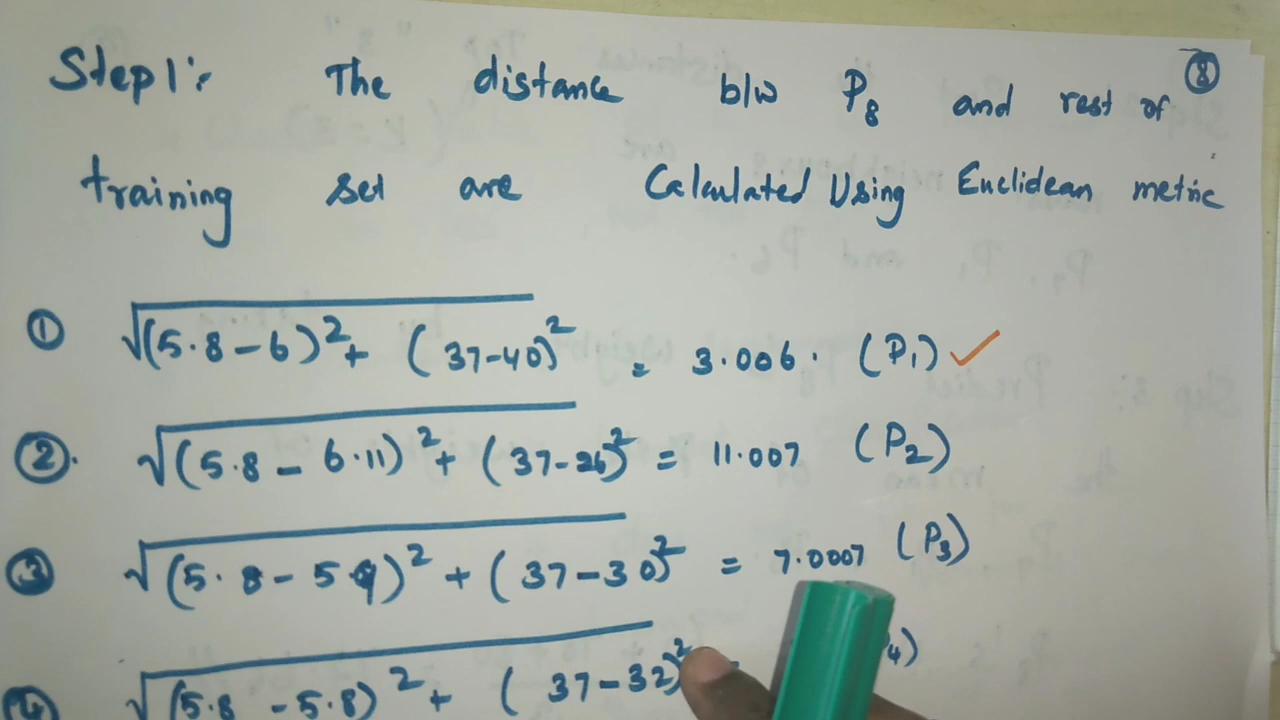 Step1:- The distance b/w P₈ and rest of ⑧
training set are Calculated Using Euclidean metric
① √(5.8-6)² + (37-40)² = 3.006. (P₁) ✓
②. √(5.8-6.11)² + (37-26)² = 11.007 (P₂)
③ √(5.8-5.9)² + (37-30)² = 7.0007 (P₃)
④ √(5.8-5.8)² + (37-32)²